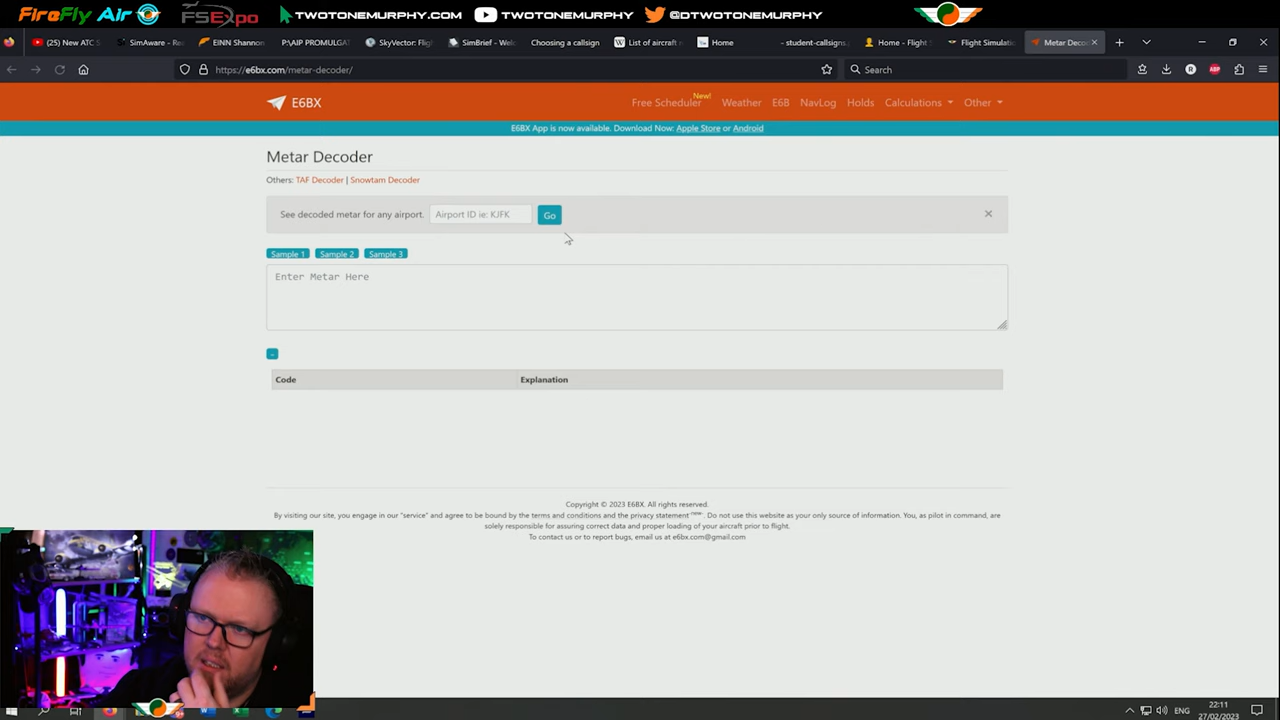 FireFly Air FSExpo TWOTONEMURPHY.COM TWOTONEMURPHY @DTWOTONEMURPHY
(25) New ATC S SimAware - Re EINN Shannon P:\AIP PROMULGAT SkyVector: Fligh SimBrief - Wel Choosing a callsign List of aircraft r Home - student-callsigns. Home - Flight S Flight Simulatio Metar Decod
https://e6bx.com/metar-decoder/ Search
E6BX Free Scheduler New! Weather E6B NavLog Holds Calculations Other
E6BX App is now available. Download Now: Apple Store or Android
Metar Decoder
Others: TAF Decoder | Snowtam Decoder
See decoded metar for any airport. Airport ID ie: KJFK Go
Sample 1 Sample 2 Sample 3
Enter Metar Here
-
Code Explanation
Copyright © 2023 E6BX. All rights reserved.
By visiting our site, you engage in our "service" and agree to be bound by the terms and conditions and the privacy statement new. Do not use this website as your only source of information. You, as pilot in command, are
solely responsible for assuring correct data and proper loading of your aircraft prior to flight.
To contact us or to report bugs, email us at e6bx.com@gmail.com
ENG 22:11
27/02/2023